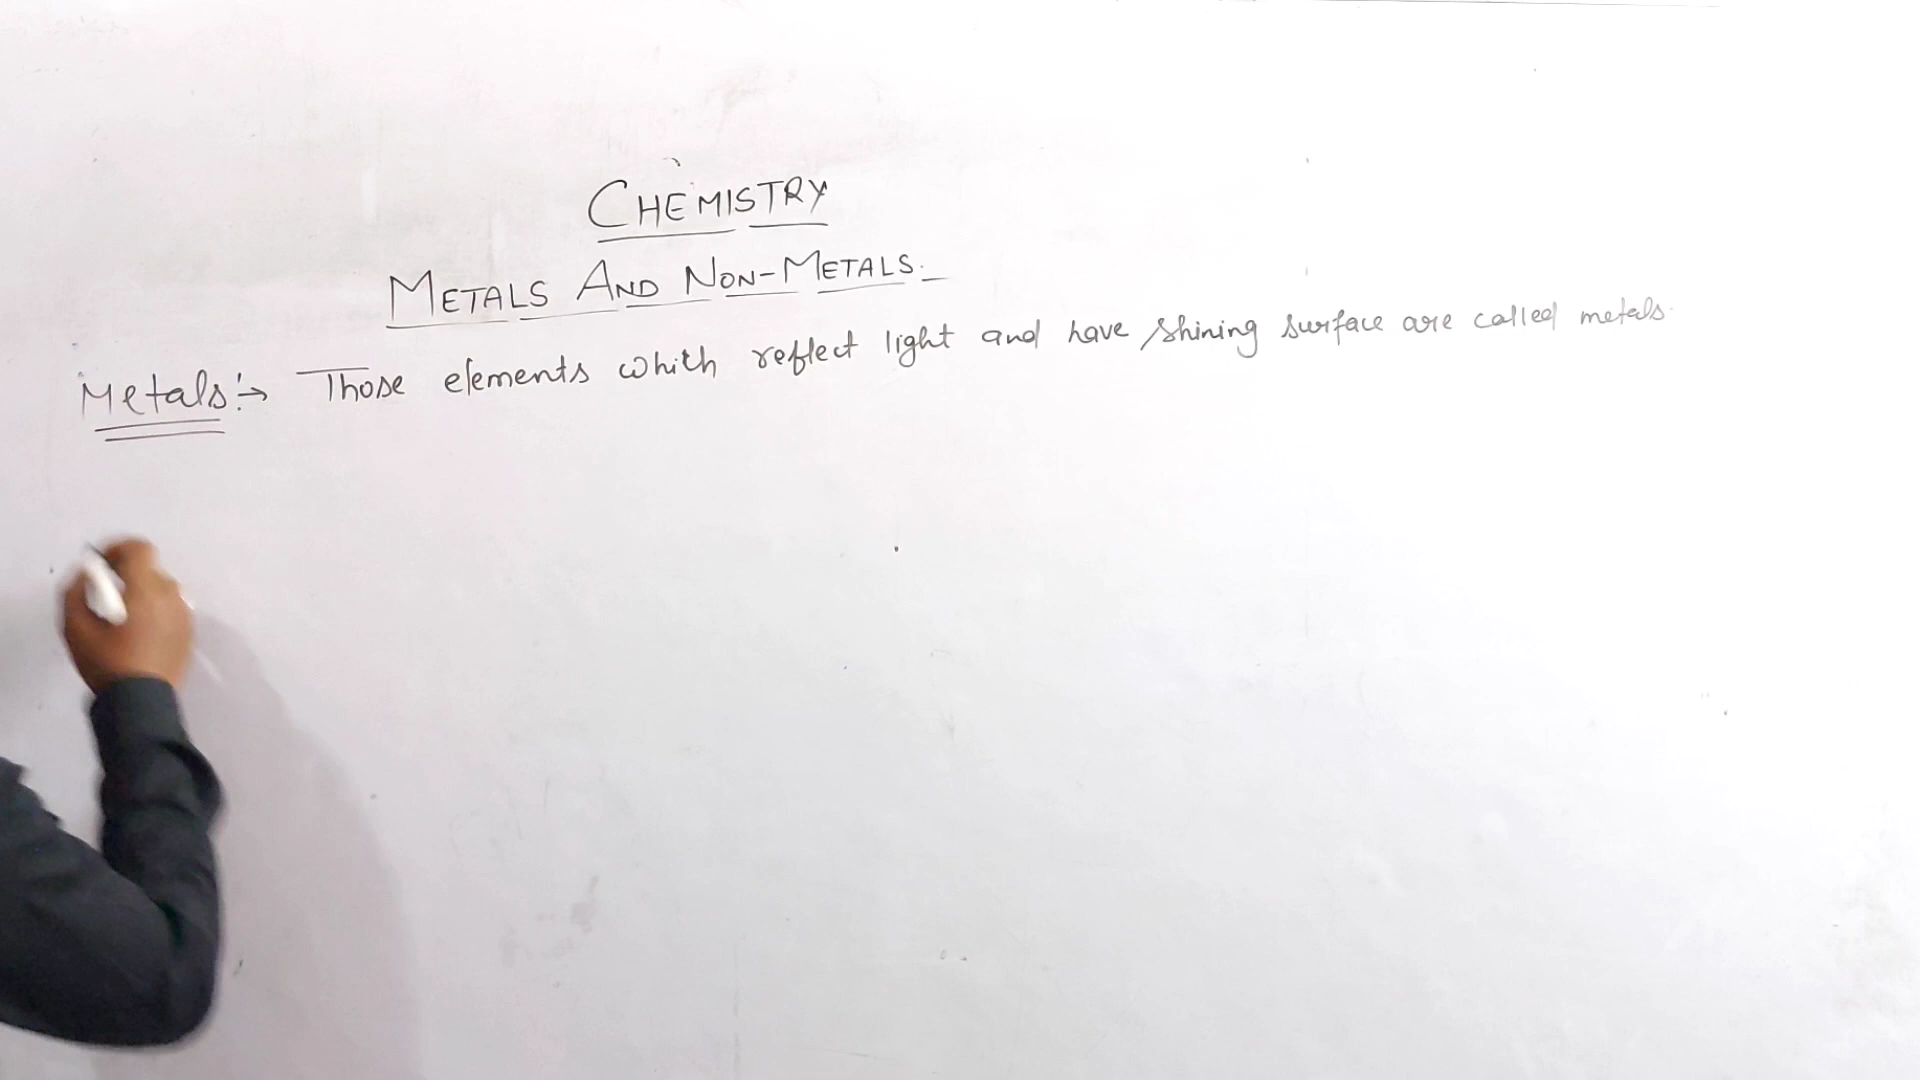 CHEMISTRY
METALS AND NON-METALS.
Metals:→ Those elements which reflect light and have shining surface are called metals.